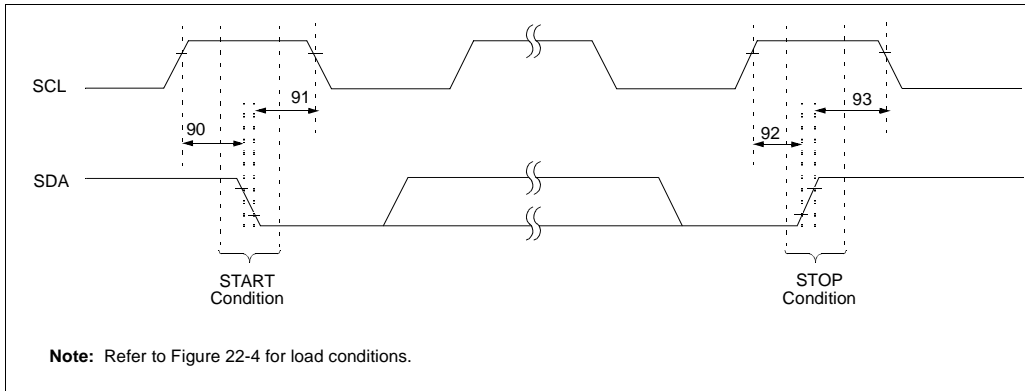 SCL
91
93
90
92
SDA
START
Condition
STOP
Condition
Note: Refer to Figure 22-4 for load conditions.